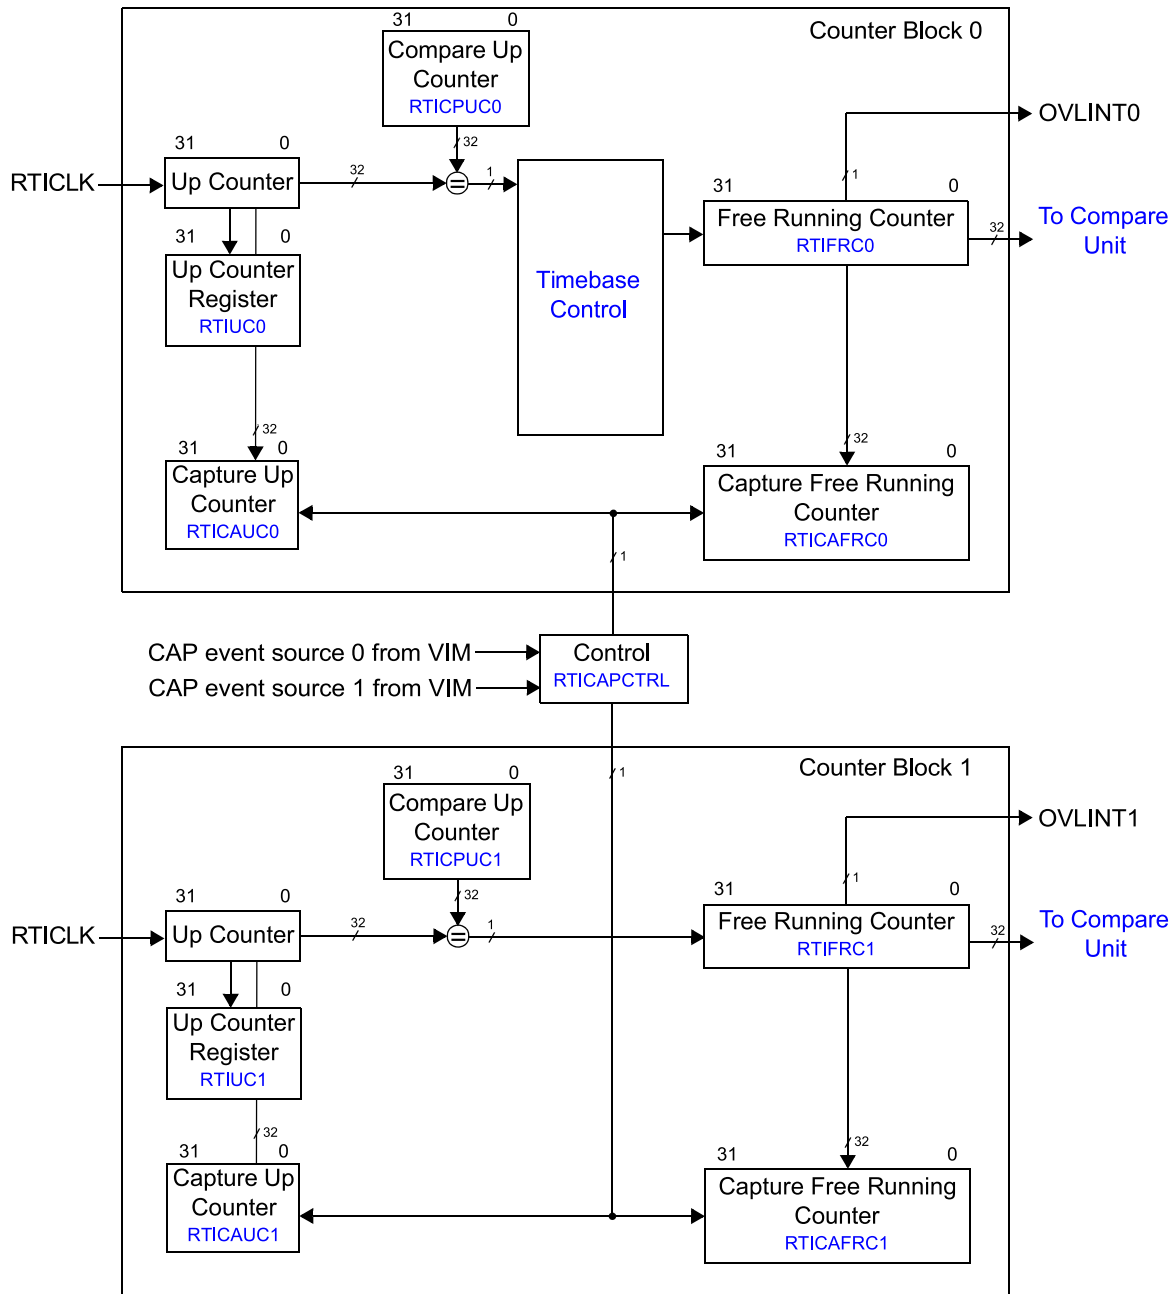 Counter Block 0
31 0
Compare Up
Counter
RTICPUC0
32
OVLINT0
31 0
RTICLK
Up Counter
32
=
1
1
31 0
Free Running Counter
RTIFRC0
32
To Compare
Unit
31 0
Up Counter
Register
RTIUC0
Timebase
Control
32
31 0
Capture Up
Counter
RTICAUC0
32
31 0
Capture Free Running
Counter
RTICAFRC0
1
CAP event source 0 from VIM
CAP event source 1 from VIM
Control
RTICAPCTRL
Counter Block 1
1
31 0
Compare Up
Counter
RTICPUC1
32
OVLINT1
31 0
RTICLK
Up Counter
32
=
1
1
31 0
Free Running Counter
RTIFRC1
32
To Compare
Unit
31 0
Up Counter
Register
RTIUC1
32
31 0
Capture Up
Counter
RTICAUC1
32
31 0
Capture Free Running
Counter
RTICAFRC1